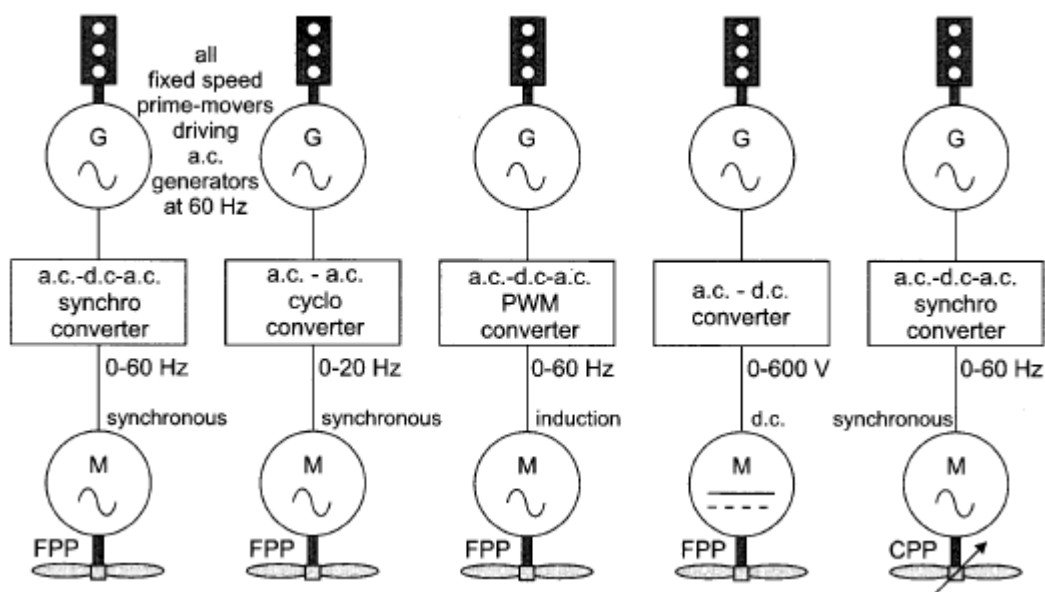 all
fixed speed
prime-movers
driving
a.c.
generators
at 60 Hz
G
G
G
G
G
a.c.-d.c-a.c.
synchro
converter
a.c. - a.c.
cyclo
converter
a.c.-d.c-a.c.
PWM
converter
a.c. - d.c.
converter
a.c.-d.c-a.c.
synchro
converter
0-60 Hz
0-20 Hz
0-60 Hz
0-600 V
0-60 Hz
synchronous
synchronous
induction
d.c.
synchronous
M
M
M
M
M
FPP
FPP
FPP
FPP
CPP